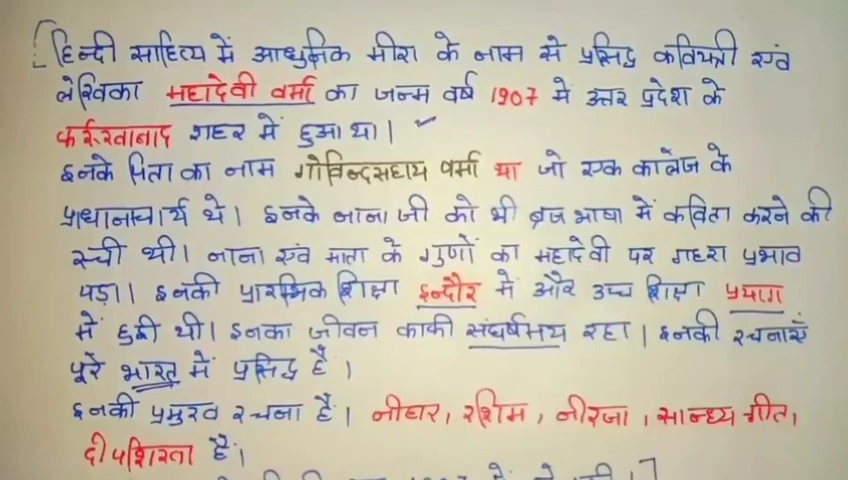 [हिन्दी साहित्य में आधुनिक मीरा के नाम से प्रसिद्ध कवियत्री एवं
लेखिका महादेवी वर्मा का जन्म वर्ष 1907 में उत्तर प्रदेश के
फर्रुखाबाद शहर में हुआ था।
इनके पिता का नाम गोविन्दसहाय वर्मा था जो एक कालेज के
प्राधानाचार्य थे। इनके नाना जी को भी ब्रज भाषा में कविता करने की
रूची थी। नाना एवं माता के गुणों का महादेवी पर गहरा प्रभाव
पड़ा। इनकी प्रारम्भिक शिक्षा इन्दौर में और उच्च शिक्षा प्रयाग
में हुई थी। इनका जीवन काफी संघर्षमय रहा। इनकी रचनाएँ
पूरे भारत में प्रसिद्ध हैं।
इनकी प्रमुख रचना हैं। नीहार, रश्मि, नीरजा, सान्ध्य गीत,
दीपशिखा हैं।